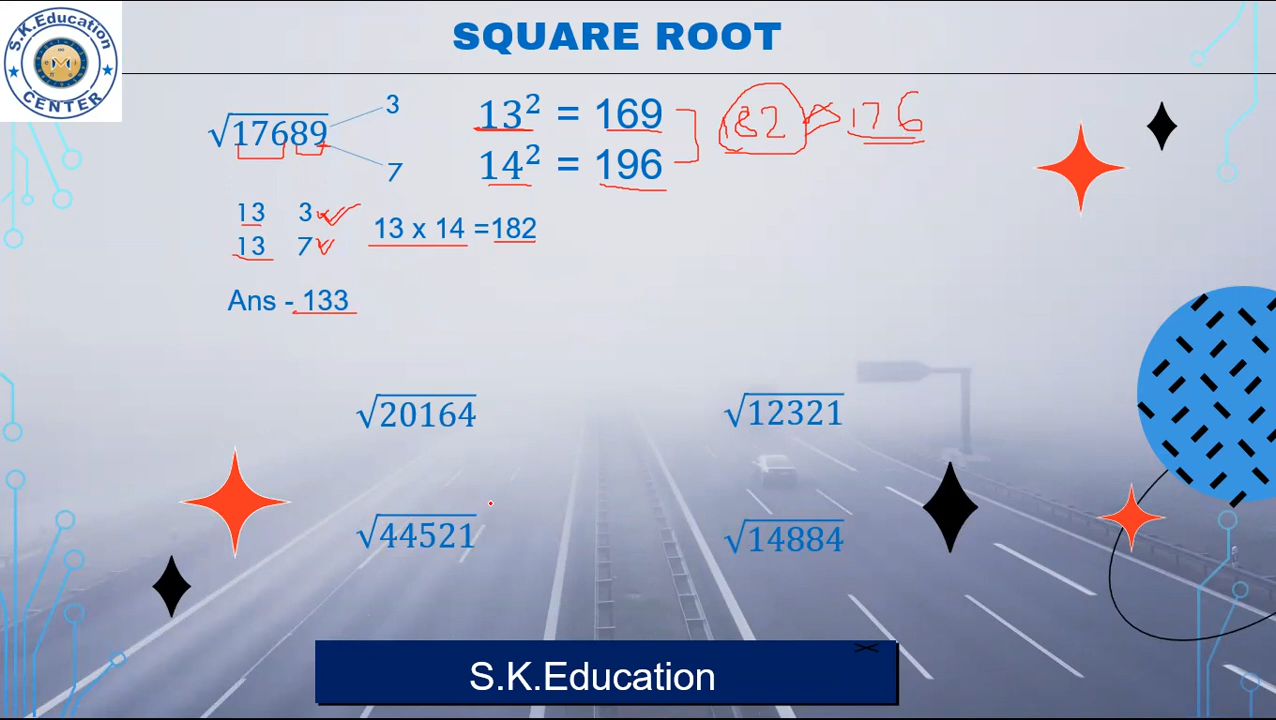 S.K.Education
CENTER
SQUARE ROOT
√17689
3
7
13² = 169
14² = 196
182 > 176
13 3
13 7
13 x 14 =182
Ans - 133
√20164
√12321
√44521
√14884
S.K.Education